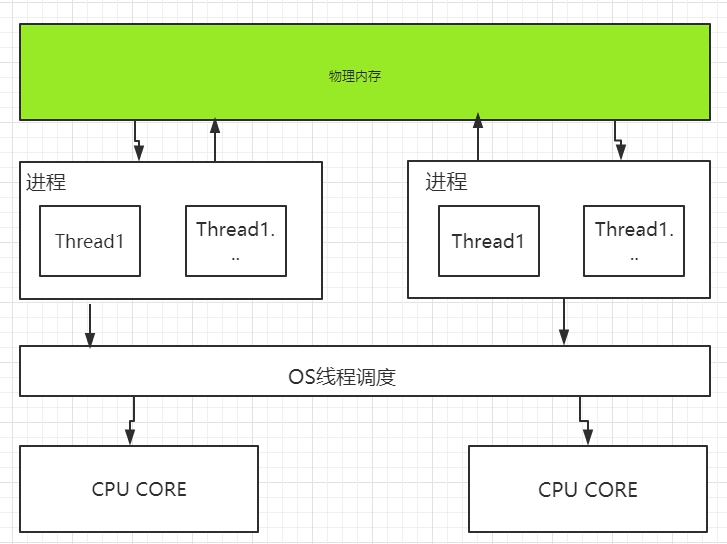 物理内存
进程
Thread1
Thread1.
..
进程
Thread1
Thread1.
..
OS线程调度
CPU CORE
CPU CORE